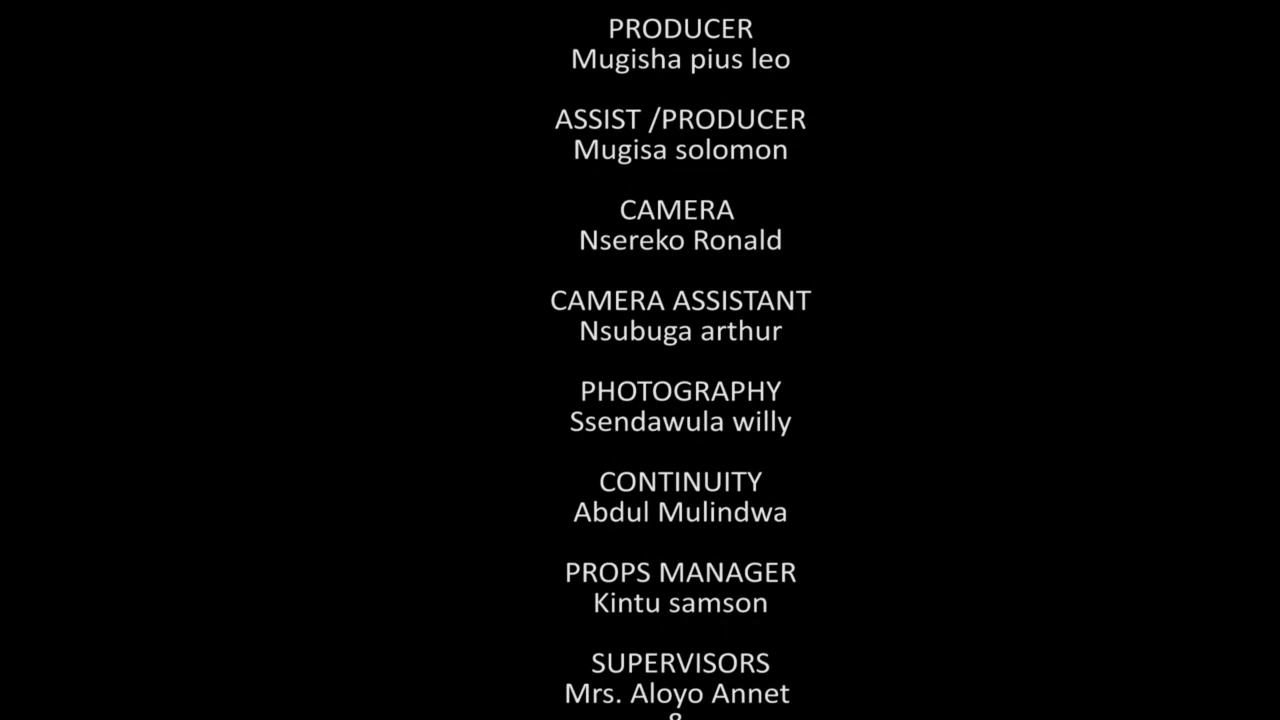 PRODUCER
Mugisha pius leo
ASSIST /PRODUCER
Mugisa solomon
CAMERA
Nsereko Ronald
CAMERA ASSISTANT
Nsubuga arthur
PHOTOGRAPHY
Ssendawula willy
CONTINUITY
Abdul Mulindwa
PROPS MANAGER
Kintu samson
SUPERVISORS
Mrs. Aloyo Annet